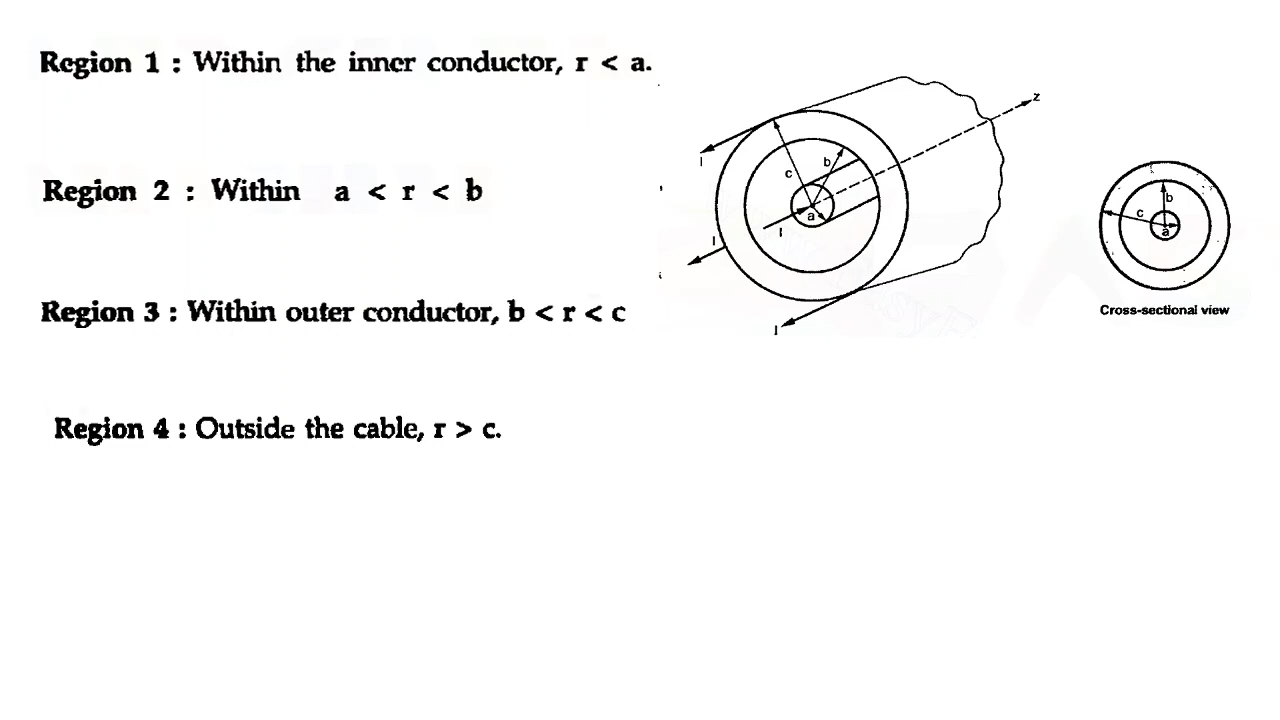 Region 1 : Within the inner conductor, r < a.
Region 2 : Within a < r < b
Region 3 : Within outer conductor, b < r < c
Region 4 : Outside the cable, r > c.
z
I
b
c
a
I
I
I
b
c
a
Cross-sectional view